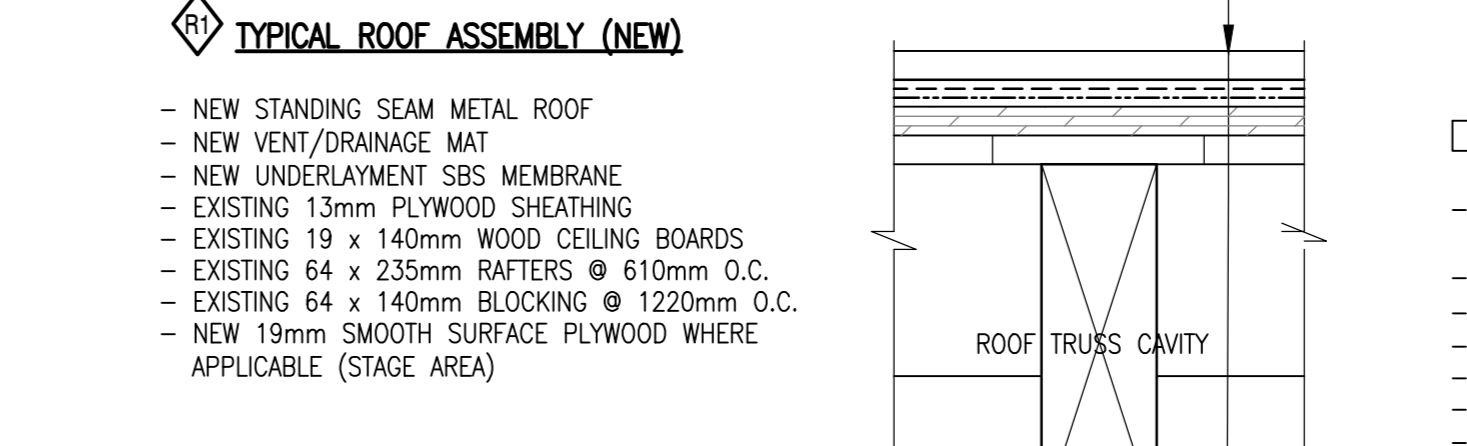 R1
TYPICAL ROOF ASSEMBLY (NEW)
– NEW STANDING SEAM METAL ROOF
– NEW VENT/DRAINAGE MAT
– NEW UNDERLAYMENT SBS MEMBRANE
– EXISTING 13mm PLYWOOD SHEATHING
– EXISTING 19 x 140mm WOOD CEILING BOARDS
– EXISTING 64 x 235mm RAFTERS @ 610mm O.C.
– EXISTING 64 x 140mm BLOCKING @ 1220mm O.C.
– NEW 19mm SMOOTH SURFACE PLYWOOD WHERE
APPLICABLE (STAGE AREA)
ROOF TRUSS CAVITY